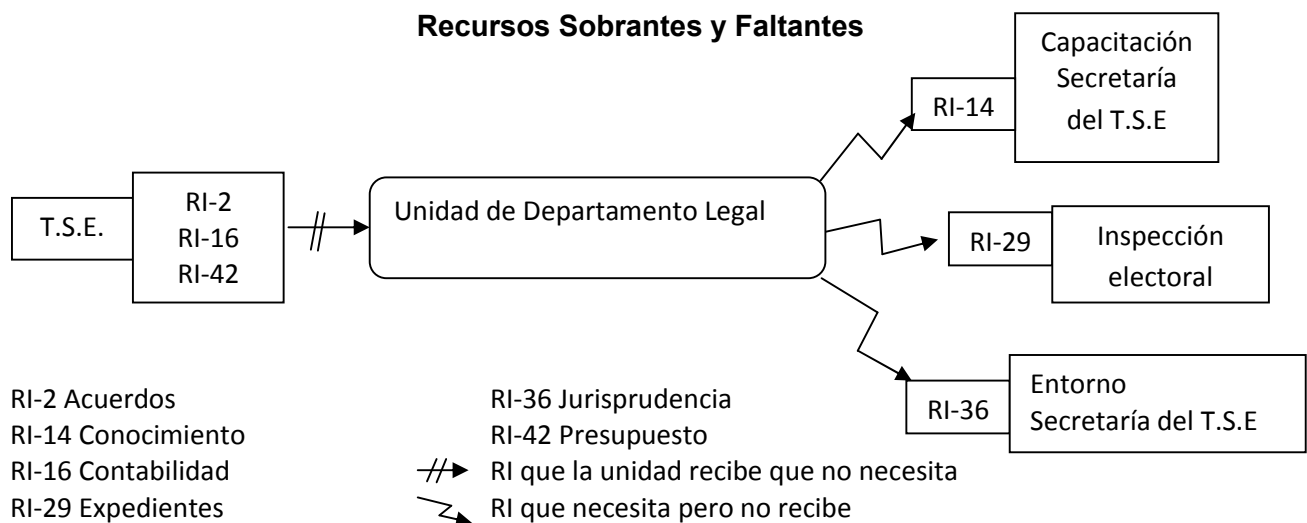 Recursos Sobrantes y Faltantes
T.S.E.
RI-2
RI-16
RI-42
Unidad de Departamento Legal
RI-14
Capacitación
Secretaría
del T.S.E
RI-29
Inspección
electoral
RI-36
Entorno
Secretaría del T.S.E
RI-2 Acuerdos
RI-14 Conocimiento
RI-16 Contabilidad
RI-29 Expedientes
RI-36 Jurisprudencia
RI-42 Presupuesto
RI que la unidad recibe que no necesita
RI que necesita pero no recibe